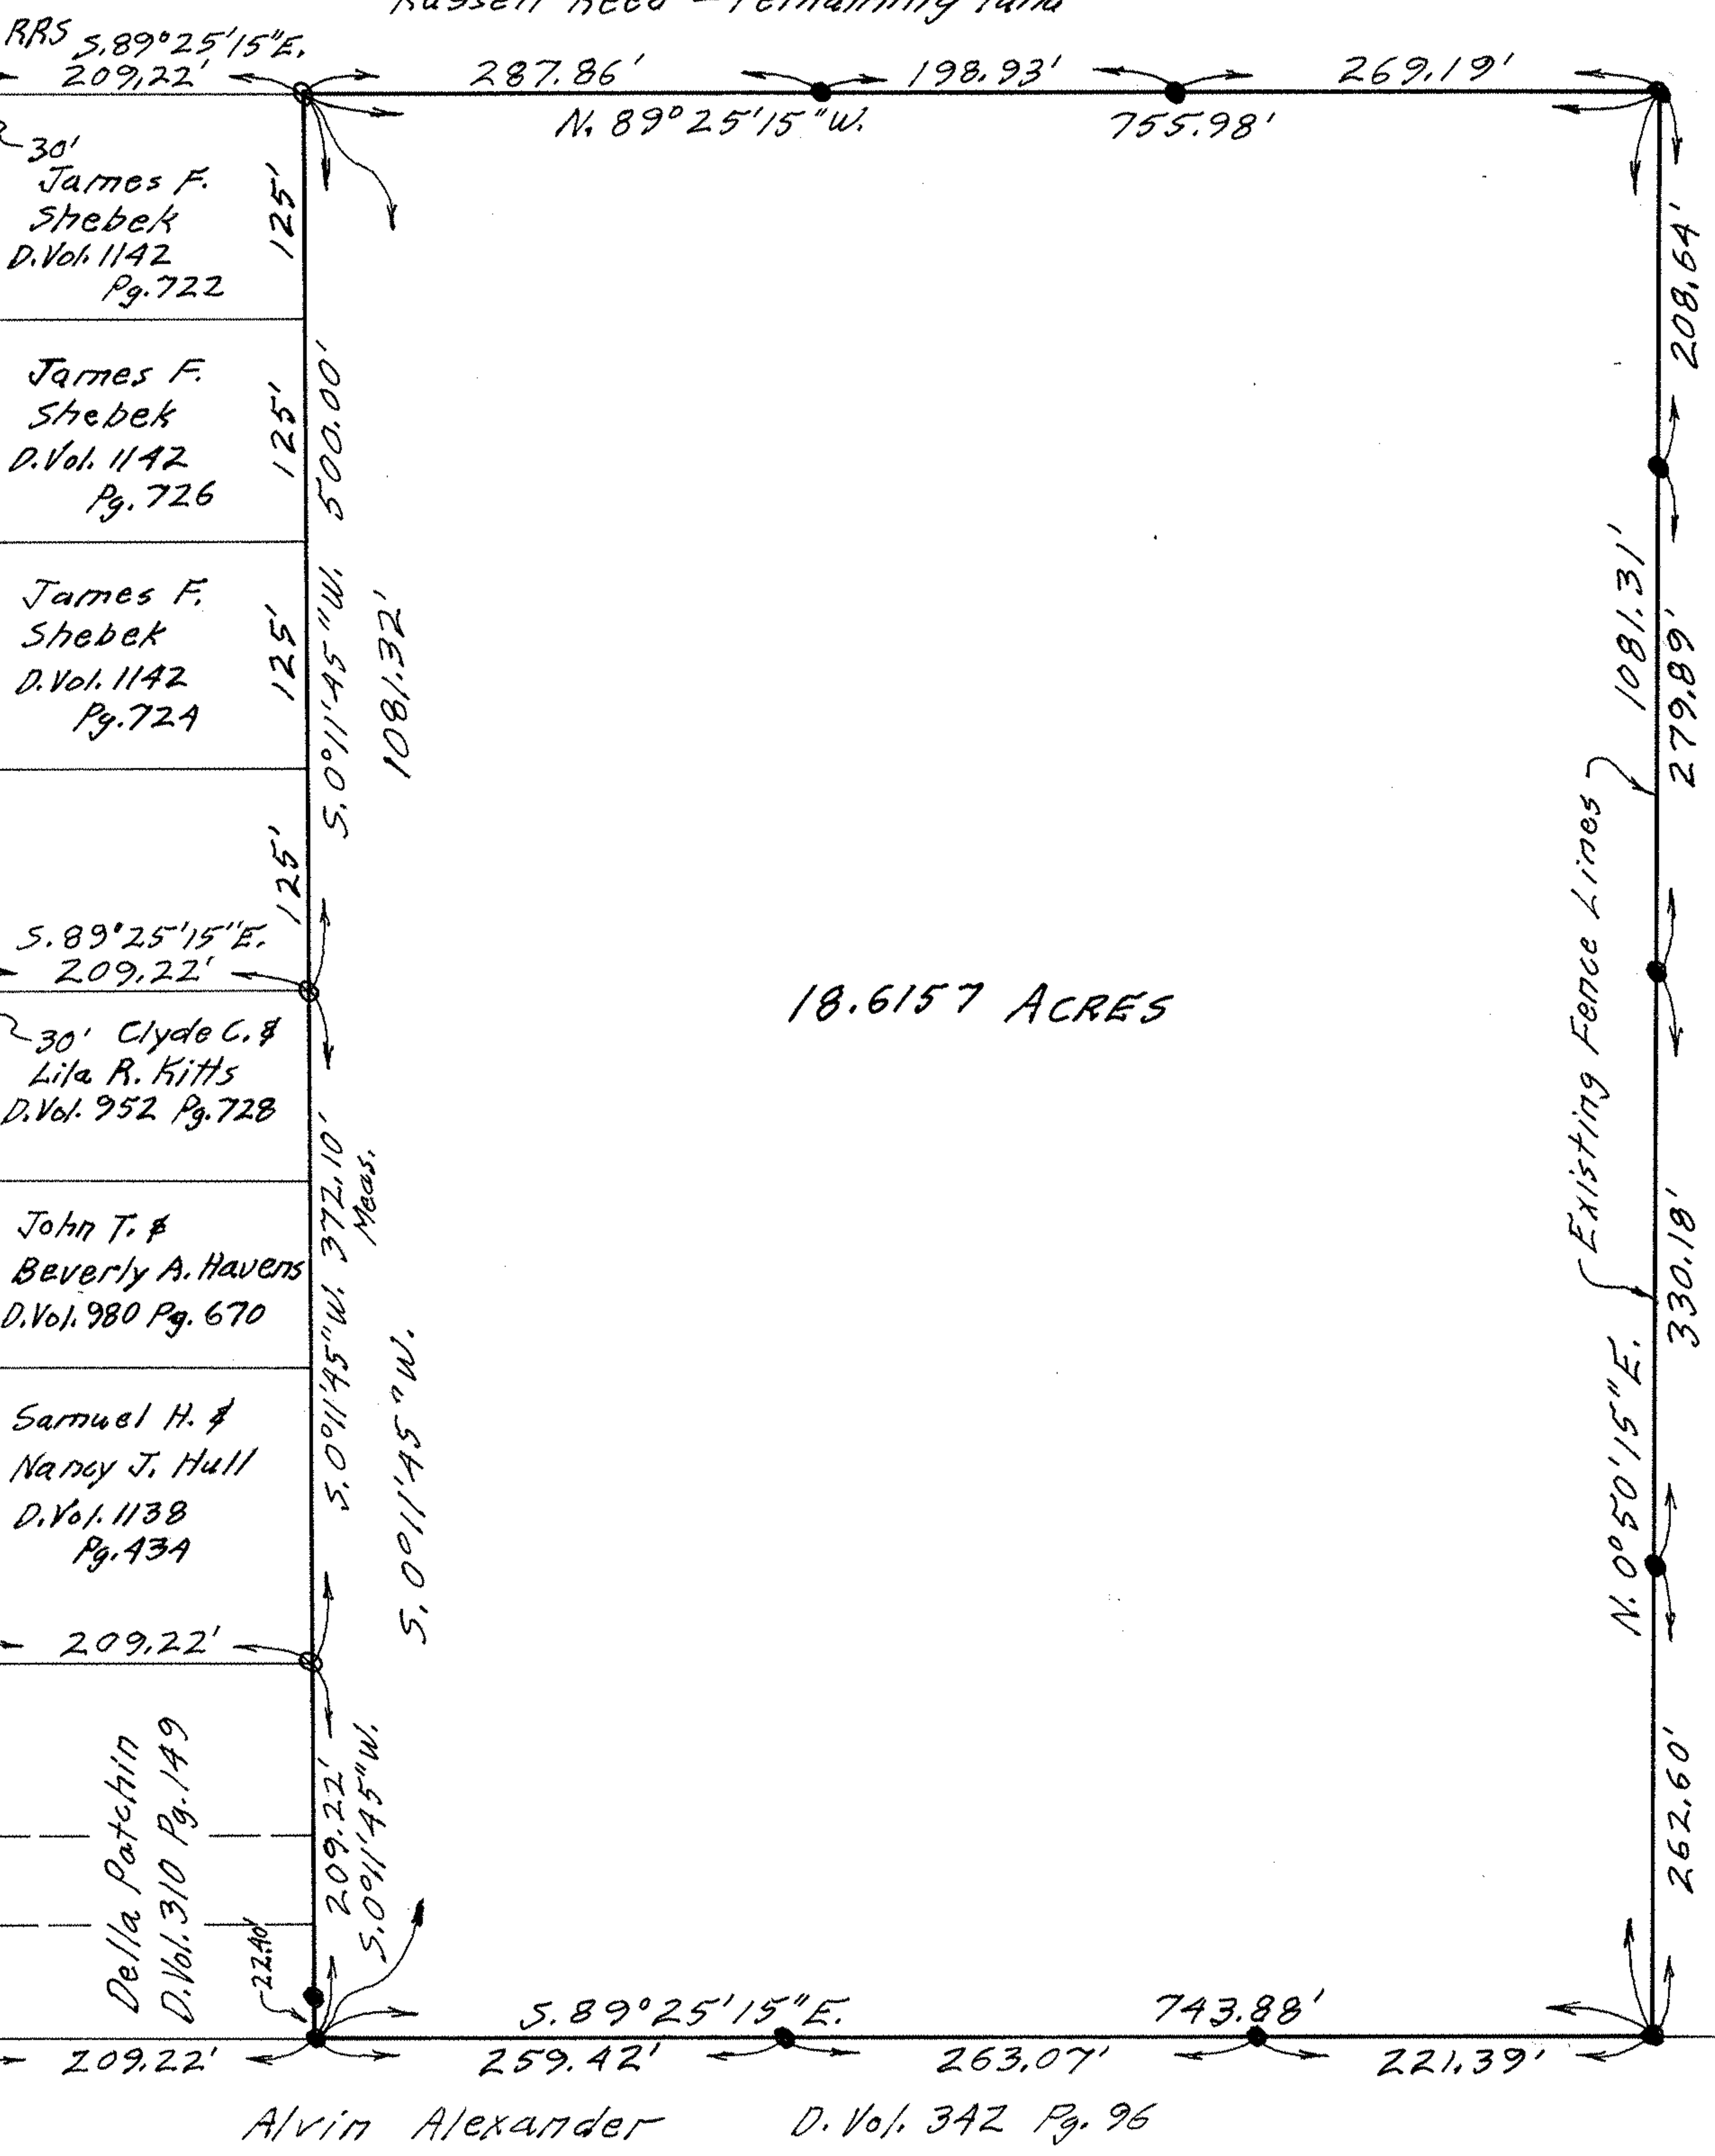 Russell Reed - remaining land
RRS S.89°25'15"E.
209.22'
287.86'
198.93'
269.19'
N. 89°25'15"W.
755.98'
30'
James F.
Shebek
D.Vol. 1142
Pg.722
125'
James F.
Shebek
D.Vol. 1142
Pg. 726
125'
James F.
Shebek
D.Vol. 1142
Pg.724
125'
125'
S.0°11'45"W. 500.00'
1081.32'
S. 0°11'45"W.
S.89°25'15"E.
209.22'
30' Clyde C. &
Lila R. Kitts
D.Vol. 952 Pg.728
John T. &
Beverly A. Havens
D.Vol. 980 Pg. 670
Samuel H. &
Nancy J. Hull
D.Vol. 1138
Pg.434
S.0°11'45"W. 372.10'
Meas.
209.22'
Della Patchin
D.Vol. 310 Pg.149
22.40'
209.22'
S.0°11'45"W.
18.6157 ACRES
208.64'
279.89'
330.18'
262.60'
1081.31'
N. 0°50'15"E.
Existing Fence Lines
S.89°25'15"E.
743.88'
209.22'
259.42'
263.07'
221.39'
Alvin Alexander D. Vol. 342 Pg. 96